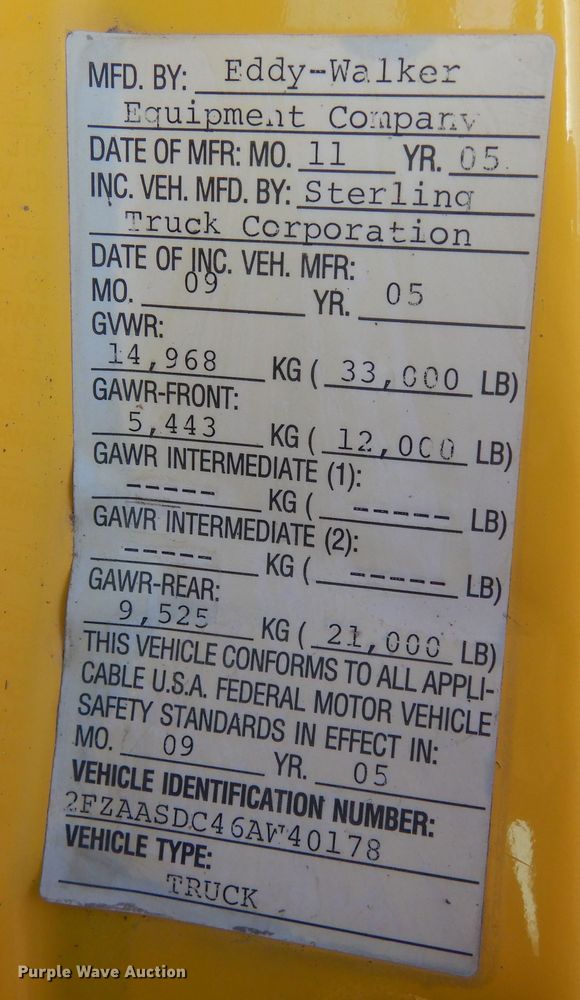 MFD. BY: Eddy-Walker
Equipment Company
DATE OF MFR: MO. 11 YR. 05
INC. VEH. MFD. BY: Sterling
Truck Corporation
DATE OF INC. VEH. MFR:
MO. 09 YR. 05
GVWR:
14,968 KG ( 33,000 LB)
GAWR-FRONT:
5,443 KG ( 12,000 LB)
GAWR INTERMEDIATE (1):
----- KG ( ----- LB)
GAWR INTERMEDIATE (2):
----- KG ( ----- LB)
GAWR-REAR:
9,525 KG ( 21,000 LB)
THIS VEHICLE CONFORMS TO ALL APPLI-
CABLE U.S.A. FEDERAL MOTOR VEHICLE
SAFETY STANDARDS IN EFFECT IN:
MO. 09 YR. 05
VEHICLE IDENTIFICATION NUMBER:
2FZAASDC46AW40178
VEHICLE TYPE:
TRUCK
Purple Wave Auction